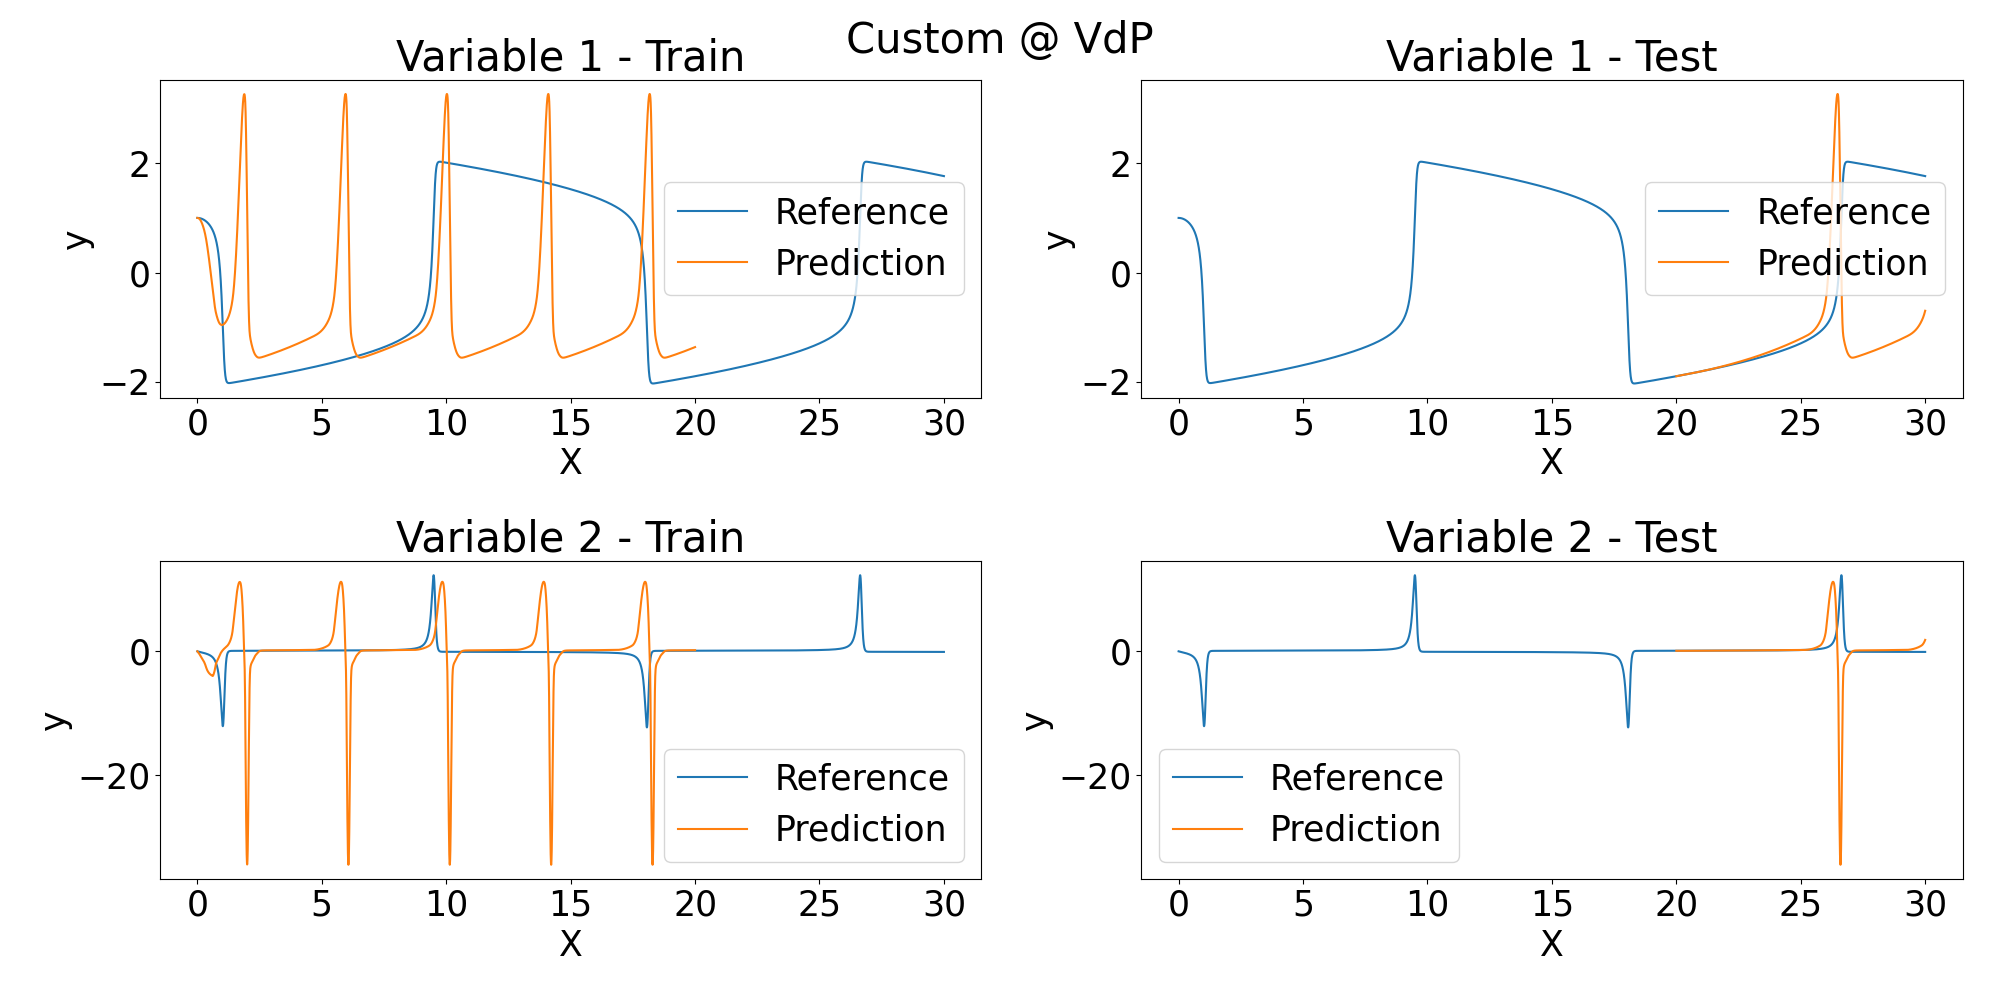 Custom @ VdP
Variable 1 - Train
y
2
0
−2
0 5 10 15 20 25 30
X
Reference
Prediction
Variable 1 - Test
y
2
0
−2
0 5 10 15 20 25 30
X
Reference
Prediction
Variable 2 - Train
y
0
−20
0 5 10 15 20 25 30
X
Reference
Prediction
Variable 2 - Test
y
0
−20
0 5 10 15 20 25 30
X
Reference
Prediction